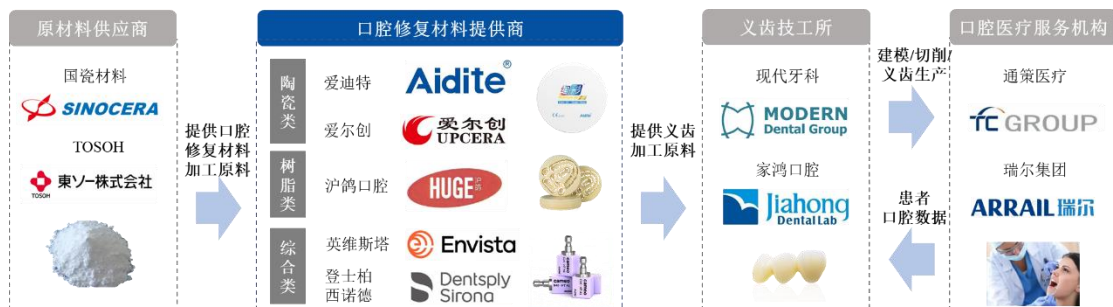 原材料供应商
国瓷材料
SINOCERA
TOSOH
TOSOH
東ソー株式会社
提供口腔
修复材料
加工原料
口腔修复材料提供商
陶瓷类
爱迪特
Aidite®
爱尔创
爱尔创
UPCERA
树脂类
沪鸽口腔
HUGE 沪鸽
综合类
英维斯塔
Envista
登士柏
西诺德
Dentsply
Sirona
提供义齿
加工原料
义齿技工所
现代牙科
MODERN
Dental Group
家鸿口腔
Jiahong
Dental Lab
建模/切削/
义齿生产
患者
口腔数据
口腔医疗服务机构
通策医疗
TC GROUP
瑞尔集团
ARRAIL 瑞尔